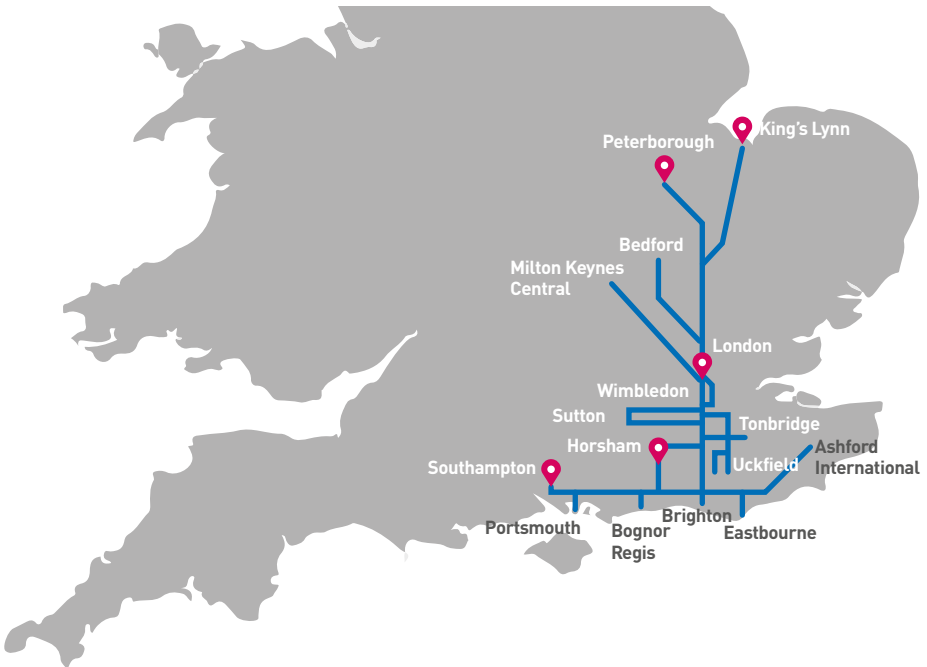 King's Lynn
Peterborough
Bedford
Milton Keynes
Central
London
Wimbledon
Sutton
Tonbridge
Horsham
Ashford
International
Uckfield
Southampton
Portsmouth
Bognor
Regis
Brighton
Eastbourne